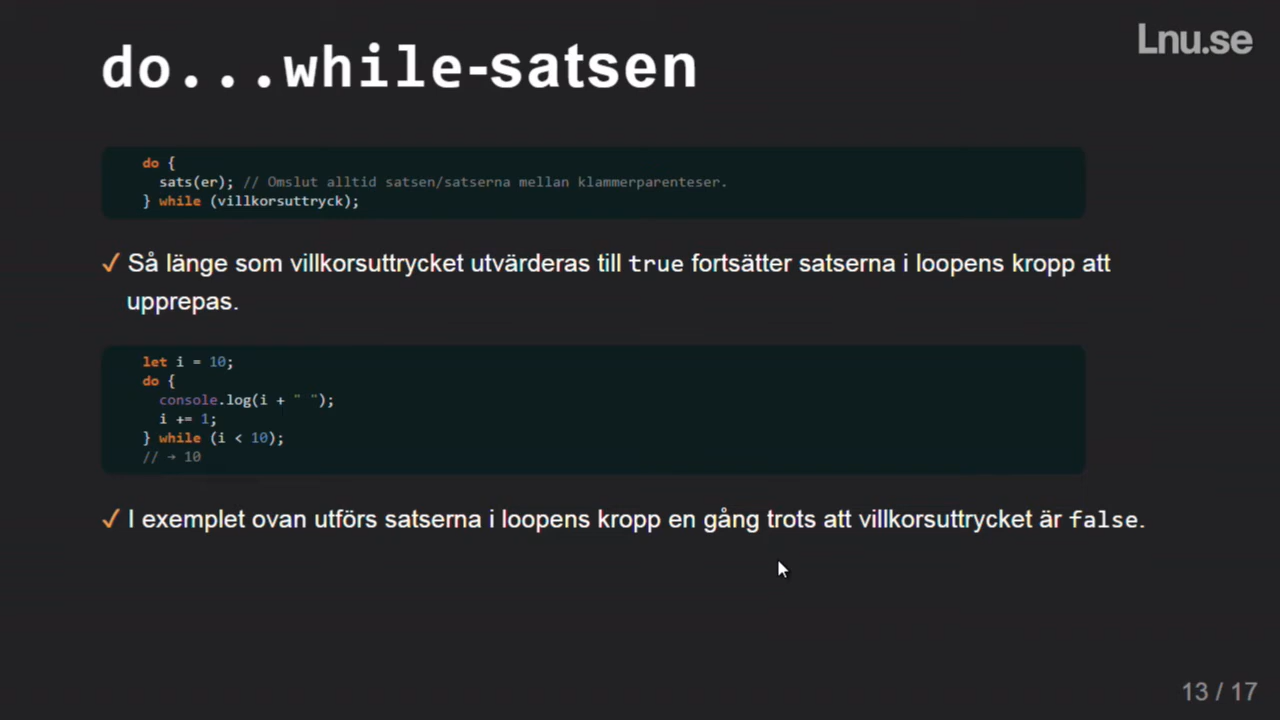 Lnu.se
do...while-satsen
do {
sats(er); // Omslut alltid satsen/satserna mellan klammerparenteser.
} while (villkorsuttryck);
✓ Så länge som villkorsuttrycket utvärderas till true fortsätter satserna i loopens kropp att
upprepas.
let i = 10;
do {
console.log(i + " ");
i += 1;
} while (i < 10);
// → 10
✓ I exemplet ovan utförs satserna i loopens kropp en gång trots att villkorsuttrycket är false.
13 / 17